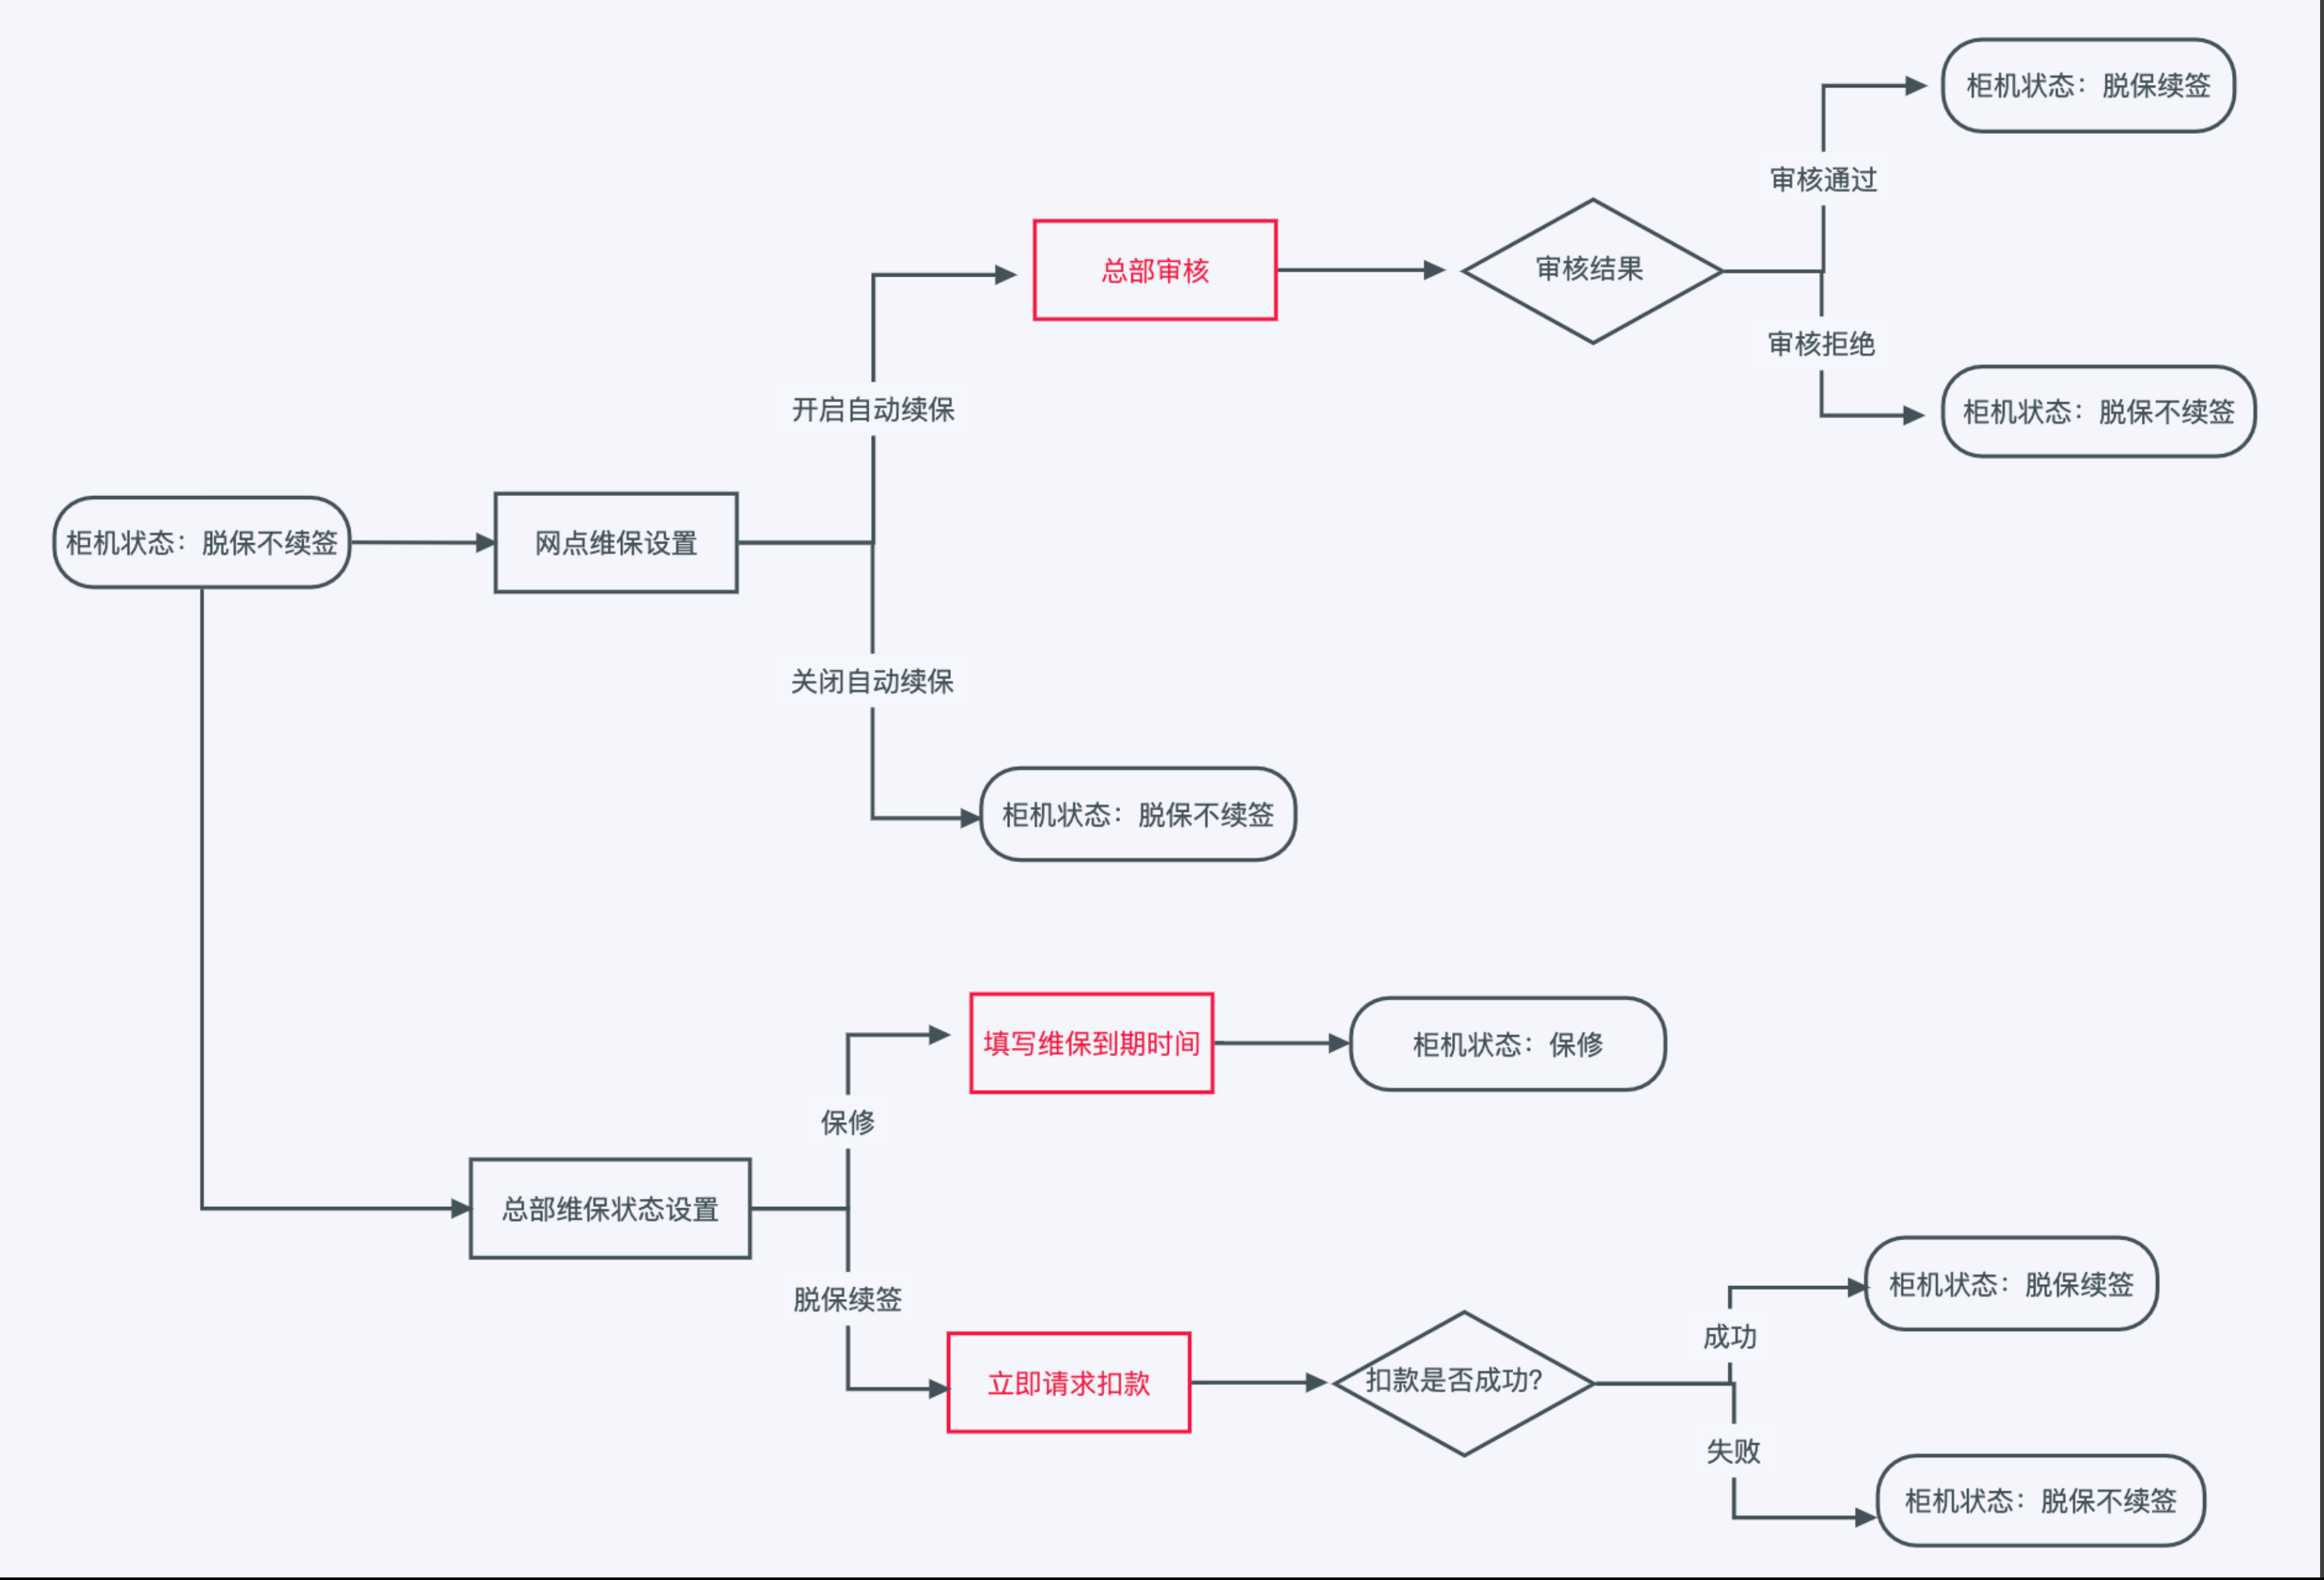 柜机状态：脱保续签
审核通过
总部审核
审核结果
审核拒绝
开启自动续保
柜机状态：脱保不续签
柜机状态：脱保不续签
网点维保设置
关闭自动续保
柜机状态：脱保不续签
填写维保到期时间
柜机状态：保修
保修
总部维保状态设置
脱保续签
柜机状态：脱保续签
成功
立即请求扣款
扣款是否成功?
失败
柜机状态：脱保不续签